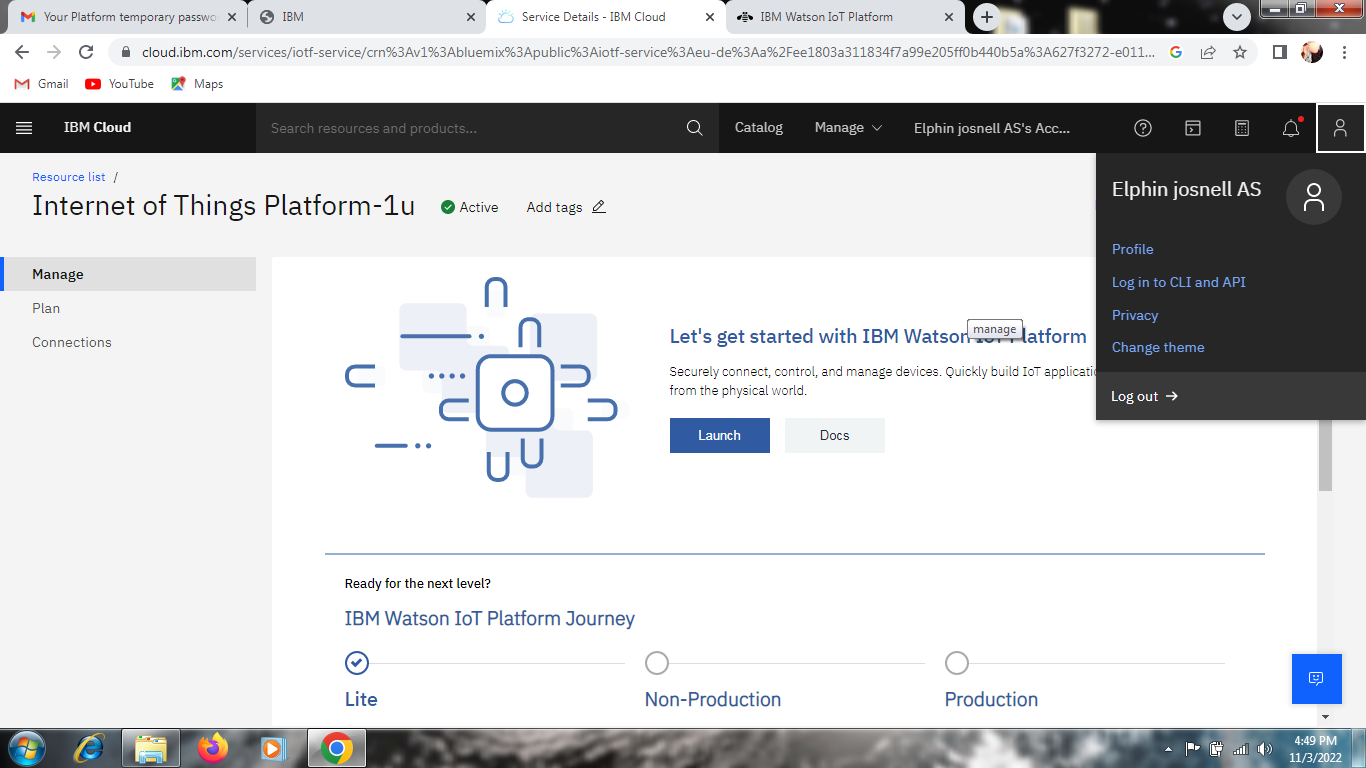 Your Platform temporary passwo
IBM
Service Details - IBM Cloud
IBM Watson IoT Platform
cloud.ibm.com/services/iotf-service/crn%3Av1%3Abluemix%3Apublic%3Aiotf-service%3Aeu-de%3Aa%2Fee1803a311834f7a99e205ff0b440b5a%3A627f3272-e011...
Gmail
YouTube
Maps
IBM Cloud
Search resources and products...
Catalog
Manage
Elphin josnell AS's Acc...
Resource list /
Internet of Things Platform-1u
Active
Add tags
Elphin josnell AS
Profile
Log in to CLI and API
Privacy
Change theme
Log out
Manage
Plan
Connections
Let's get started with IBM Watson IoT Platform
manage
Securely connect, control, and manage devices. Quickly build IoT applicatio
from the physical world.
Launch
Docs
Ready for the next level?
IBM Watson IoT Platform Journey
Lite
Non-Production
Production
4:49 PM
11/3/2022